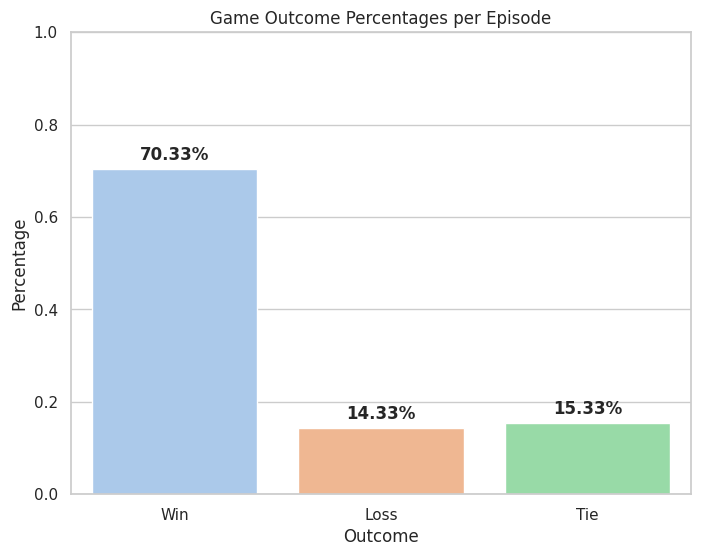 Game Outcome Percentages per Episode
1.0
0.8
0.6
0.4
0.2
0.0
Percentage
70.33%
14.33%
15.33%
Win
Loss
Tie
Outcome